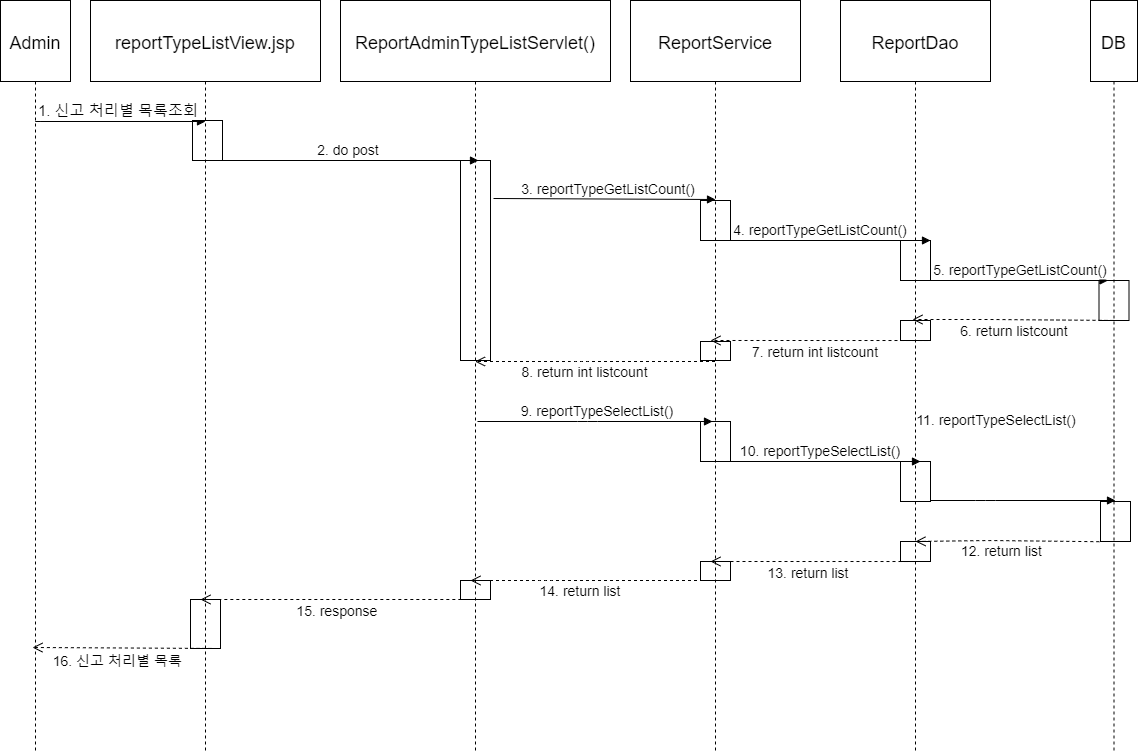 Admin
reportTypeListView.jsp
ReportAdminTypeListServlet()
ReportService
ReportDao
DB
1. 신고 처리별 목록조회
2. do post
3. reportTypeGetListCount()
4. reportTypeGetListCount()
5. reportTypeGetListCount()
6. return listcount
7. return int listcount
8. return int listcount
9. reportTypeSelectList()
11. reportTypeSelectList()
10. reportTypeSelectList()
12. return list
13. return list
14. return list
15. response
16. 신고 처리별 목록